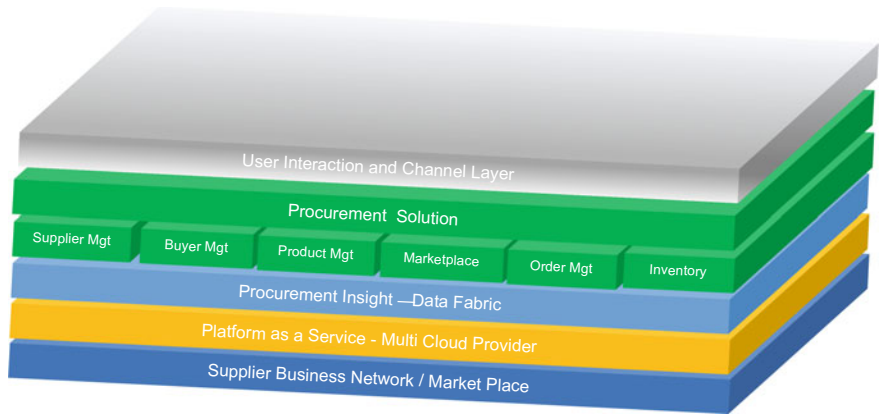 User Interaction and Channel Layer
Procurement Solution
Supplier Mgt
Buyer Mgt
Product Mgt
Marketplace
Order Mgt
Inventory
Procurement Insight —Data Fabric
Platform as a Service - Multi Cloud Provider
Supplier Business Network / Market Place